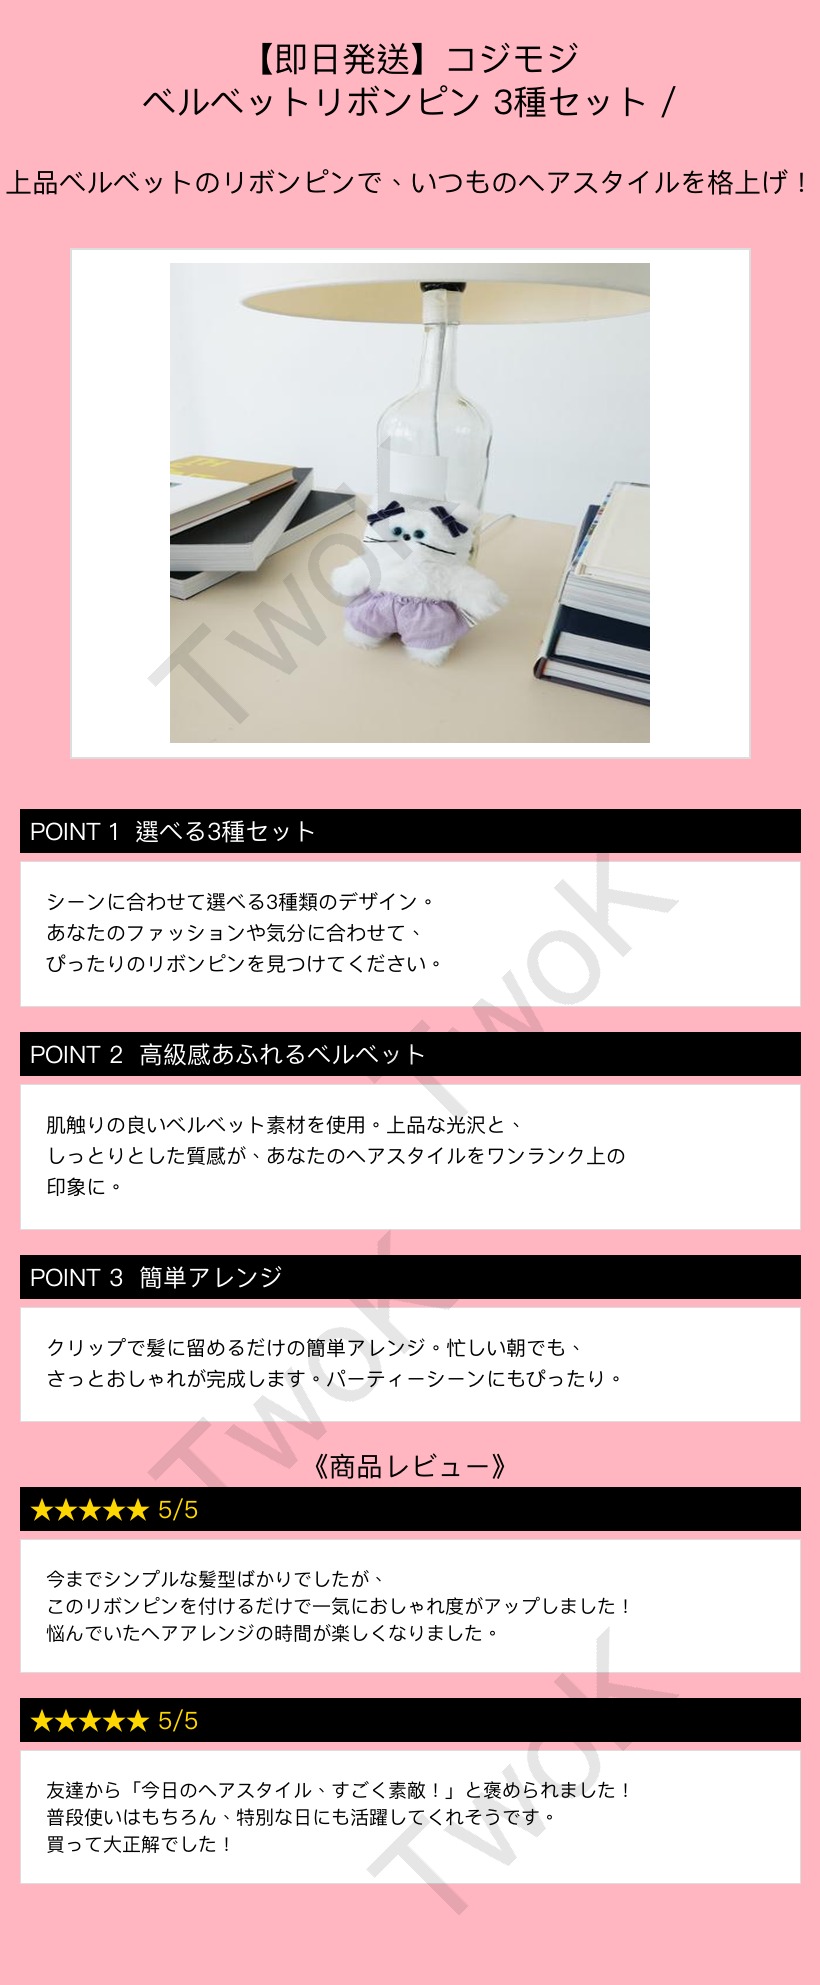 【即日発送】コジモジ
ベルベットリボンピン 3種セット /
上品ベルベットのリボンピンで、いつものヘアスタイルを格上げ！
TH
TwoK
POINT 1 選べる3種セット
シーンに合わせて選べる3種類のデザイン。
あなたのファッションや気分に合わせて、
ぴったりのリボンピンを見つけてください。
TwoK
POINT 2 高級感あふれるベルベット
肌触りの良いベルベット素材を使用。上品な光沢と、
しっとりとした質感が、あなたのヘアスタイルをワンランク上の
印象に。
POINT 3 簡単アレンジ
クリップで髪に留めるだけの簡単アレンジ。忙しい朝でも、
さっとおしゃれが完成します。パーティーシーンにもぴったり。
TwoK
《商品レビュー》
★★★★★ 5/5
今までシンプルな髪型ばかりでしたが、
このリボンピンを付けるだけで一気におしゃれ度がアップしました！
悩んでいたヘアアレンジの時間が楽しくなりました。
★★★★★ 5/5
友達から「今日のヘアスタイル、すごく素敵！」と褒められました！
普段使いはもちろん、特別な日にも活躍してくれそうです。
買って大正解でした！
TwoK